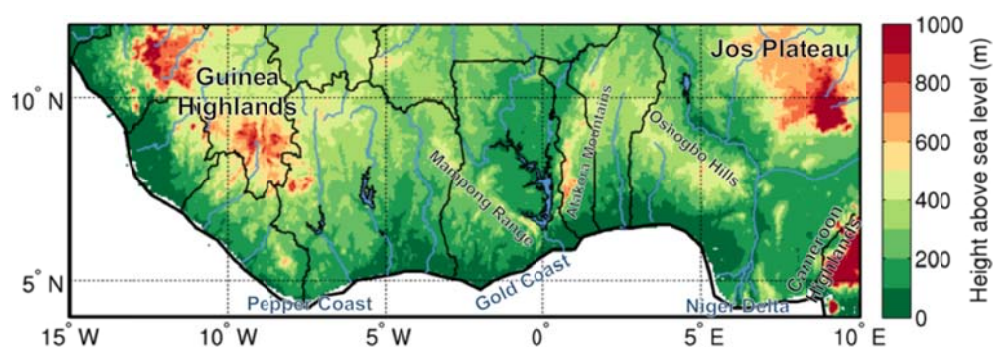 Jos Plateau
Guinea
Highlands
Mampong Range
Atakora Mountains
Oshogbo Hills
Cameroon
Highlands
Pepper Coast
Gold Coast
Niger Delta
10° N
5° N
15° W
10° W
5° W
0°
5° E
10° E
1000
800
600
400
200
0
Height above sea level (m)